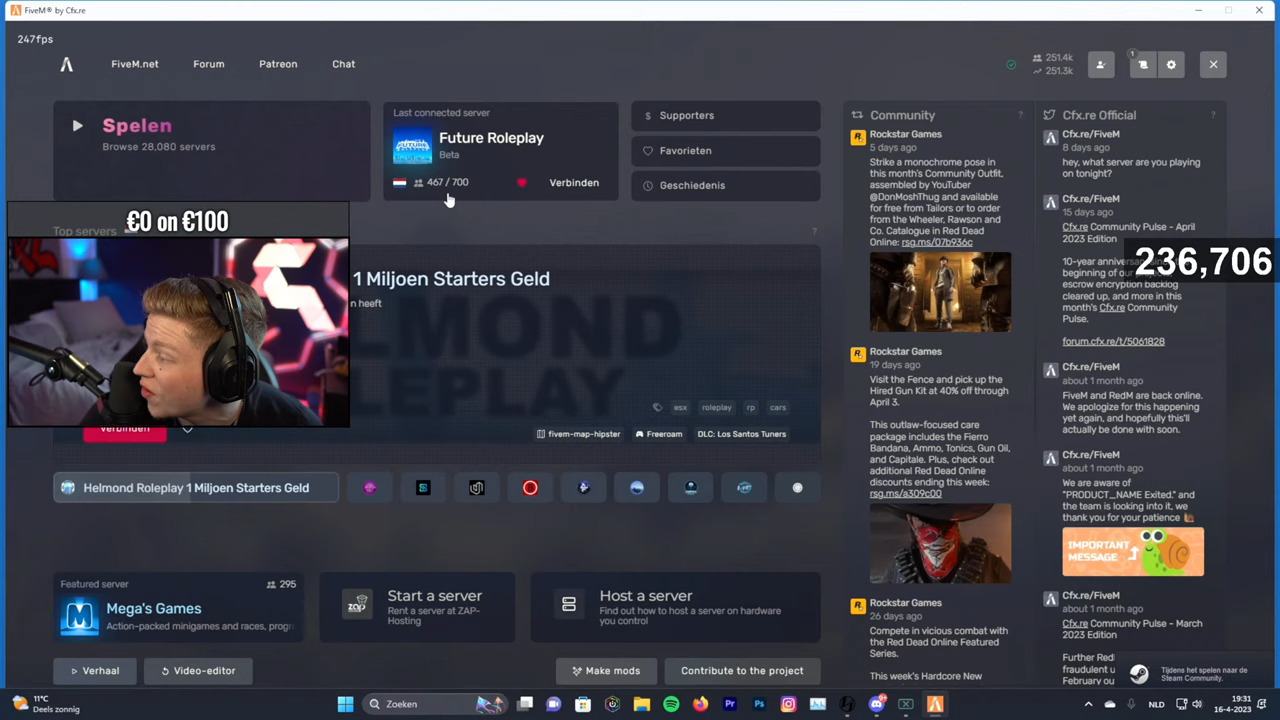 FiveM® by Cfx.re
247fps
FiveM.net
Forum
Patreon
Chat
251.4k
251.3k
1
Spelen
Browse 28,080 servers
Last connected server
Future Roleplay
Beta
467 / 700
Verbinden
$ Supporters
Favorieten
Geschiedenis
Top servers
?
€0 on €100
1 Miljoen Starters Geld
n heeft
Verbinden
esx
roleplay
rp
cars
fivem-map-hipster
Freeroam
DLC: Los Santos Tuners
Helmond Roleplay 1 Miljoen Starters Geld
Featured server
295
Mega's Games
Action-packed minigames and races, progr
Start a server
Rent a server at ZAP-
Hosting
Host a server
Find out how to host a server on hardware
you control
Verhaal
Video-editor
Make mods
Contribute to the project
Community
?
Rockstar Games
5 days ago
Strike a monochrome pose in
this month's Community Outfit,
assembled by YouTuber
@DonMoshThug and available
for free from Tailors or to order
from the Wheeler, Rawson and
Co. Catalogue in Red Dead
Online: rsg.ms/07b936c
Rockstar Games
19 days ago
Visit the Fence and pick up the
Hired Gun Kit at 40% off through
April 3.
This outlaw-focused care
package includes the Fierro
Bandana, Ammo, Tonics, Gun Oil,
and Capitale. Plus, check out
additional Red Dead Online
discounts ending this week:
rsg.ms/a309c00
Rockstar Games
26 days ago
Compete in vicious combat with
the Red Dead Online Featured
Series.
This week's Hardcore New
Cfx.re Official
?
Cfx.re/FiveM
8 days ago
hey, what server are you playing
on tonight?
Cfx.re/FiveM
15 days ago
Cfx.re Community Pulse - April
2023 Edition
10-year anniversar
beginning of our
escrow encryption backlog
cleared up, and more in this
month's Cfx.re Community
Pulse.
forum.cfx.re/t/5061828
236,706
Cfx.re/FiveM
about 1 month ago
FiveM and RedM are back online.
We apologize for this happening
yet again, and hopefully this'll
actually be done with soon.
Cfx.re/FiveM
about 1 month ago
We are aware of
"PRODUCT_NAME Exited." and
the team is looking into it, we
thank you for your patience
IMPORTANT
MESSAGE
Cfx.re/FiveM
about 1 month ago
Cfx.re Community Pulse - March
2023 Edition
Further Red
fraudulent u
February ou
Tijdens het spelen naar de
Steam Community.
11°C
Deels zonnig
Zoeken
NLD
19:31
16-4-2023